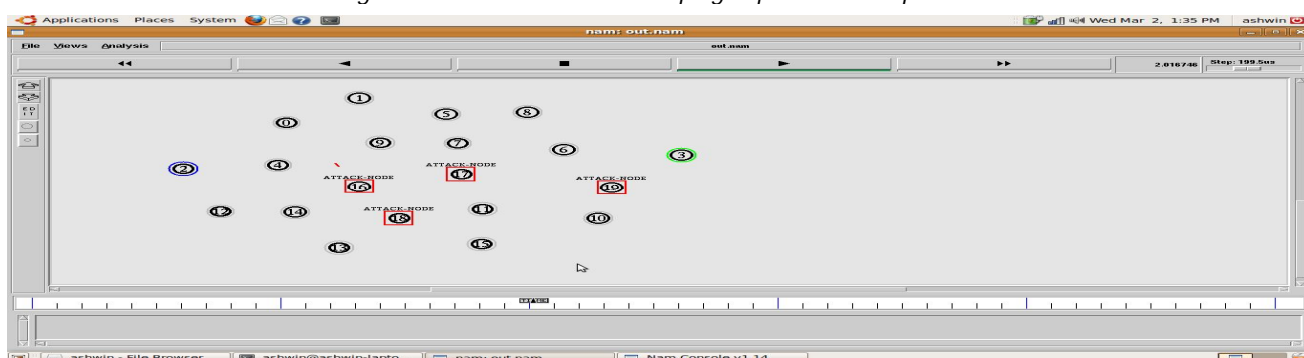 Applications Places System Wed Mar 2, 1:35 PM ashwin
nam: out.nam
File Views Analysis out.nam
2.016746 Step: 199.5us
1
5
8
0
9
7
6
3
2
4
ATTACK-NODE
17
ATTACK-NODE
16
ATTACK-NODE
19
12
14
ATTACK-NODE
18
11
10
13
15
ashwin - File Browser ashwin@ashwin-lapto nam: out.nam Nam Console v1.14